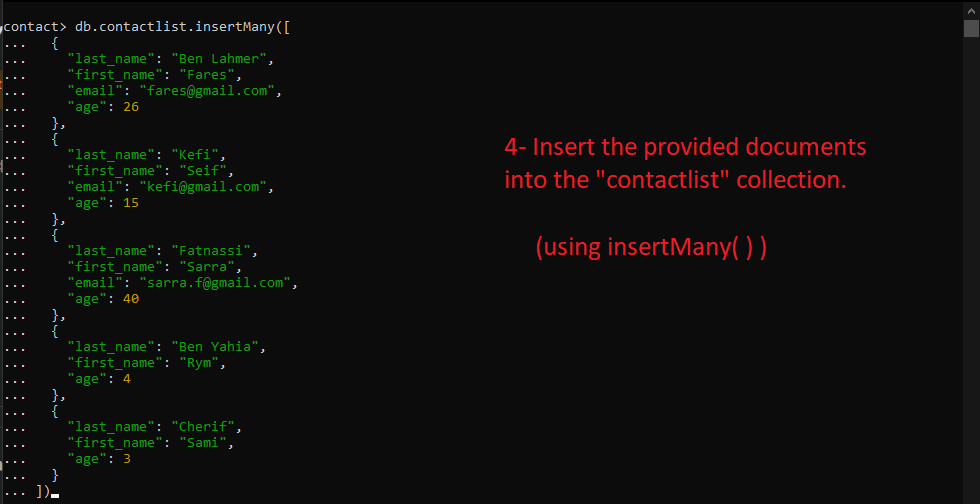 contact> db.contactlist.insertMany([
...   {
...     "last_name": "Ben Lahmer",
...     "first_name": "Fares",
...     "email": "fares@gmail.com",
...     "age": 26
...   },
...   {
...     "last_name": "Kefi",
...     "first_name": "Seif",
...     "email": "kefi@gmail.com",
...     "age": 15
...   },
...   {
...     "last_name": "Fatnassi",
...     "first_name": "Sarra",
...     "email": "sarra.f@gmail.com",
...     "age": 40
...   },
...   {
...     "last_name": "Ben Yahia",
...     "first_name": "Rym",
...     "age": 4
...   },
...   {
...     "last_name": "Cherif",
...     "first_name": "Sami",
...     "age": 3
...   }
... ])
4- Insert the provided documents
into the "contactlist" collection.
(using insertMany( ) )